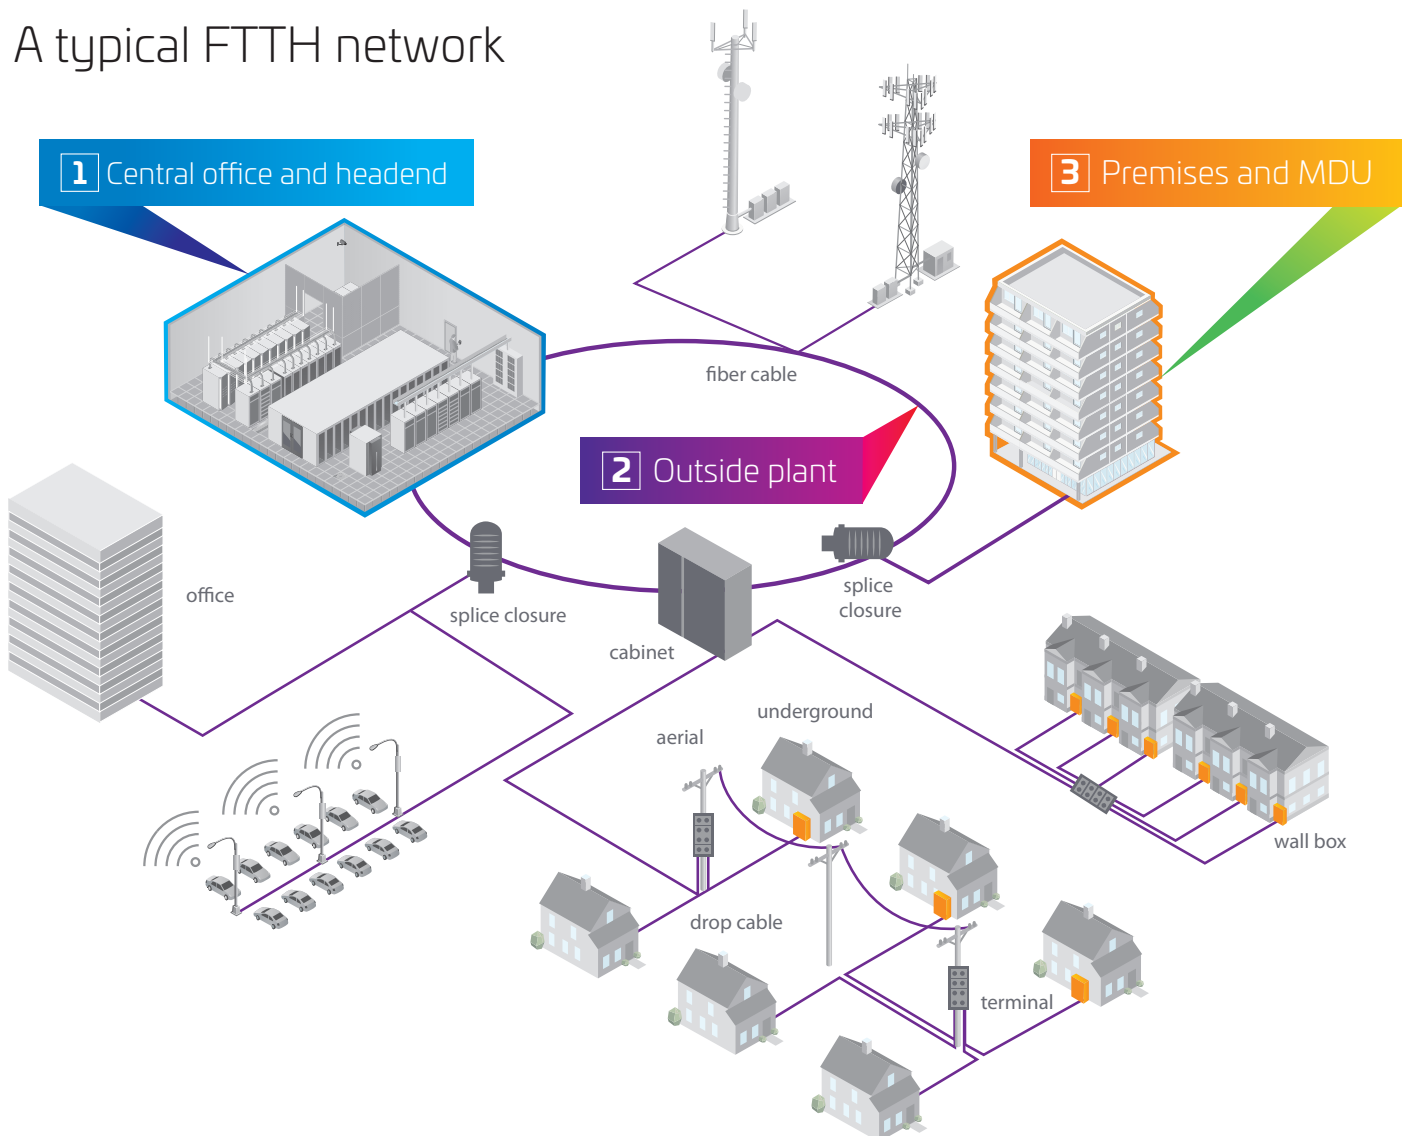 A typical FTTH network
1 Central office and headend
3 Premises and MDU
fiber cable
2 Outside plant
office
splice closure
splice
closure
cabinet
underground
aerial
wall box
drop cable
terminal